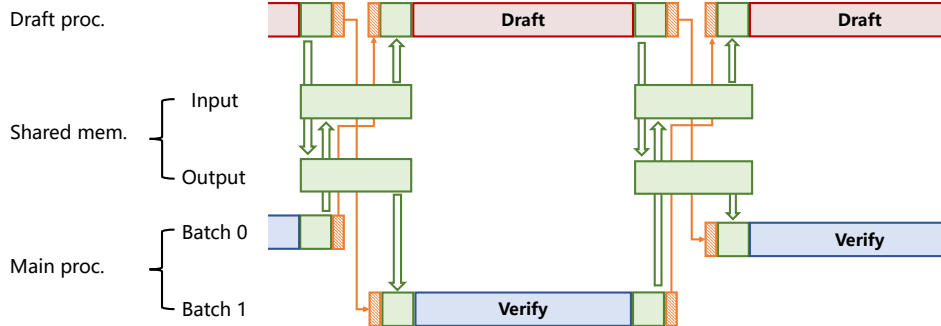 Draft proc.
Draft
Draft
Input
Shared mem.
Output
Batch 0
Verify
Main proc.
Batch 1
Verify